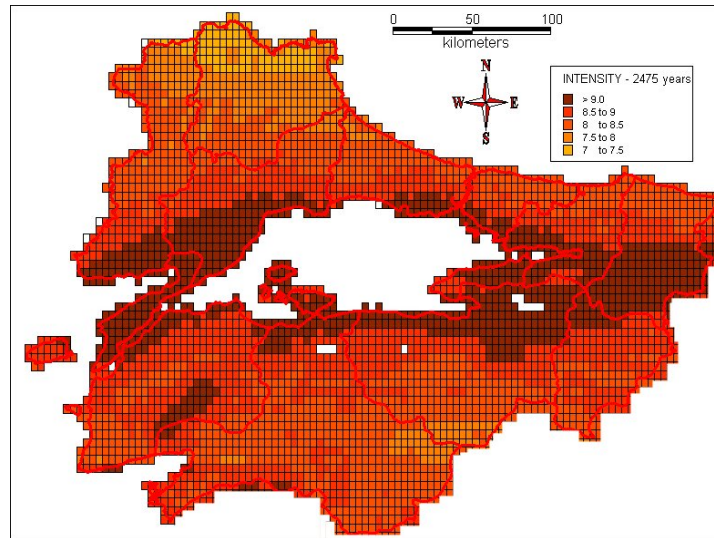 0 50 100
kilometers
N
W E
S
INTENSITY - 2475 years
> 9.0
8.5 to 9
8 to 8.5
7.5 to 8
7 to 7.5